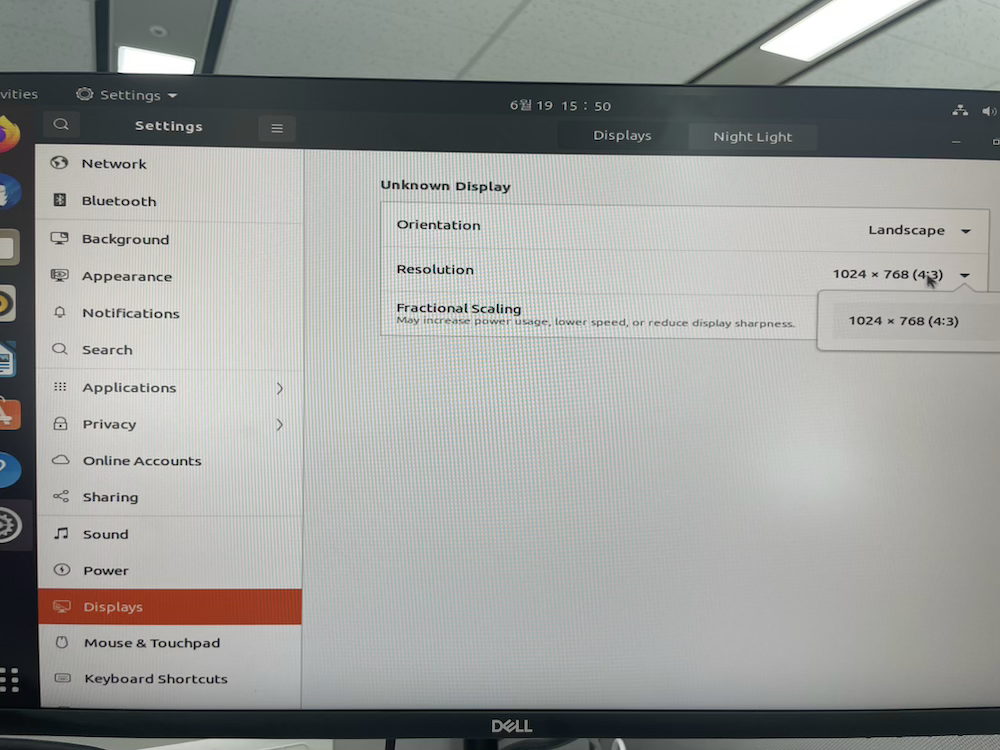 vities
Settings
6월 19 15 : 50
Settings
Displays
Night Light
Network
Bluetooth
Background
Appearance
Notifications
Search
Applications
Privacy
Online Accounts
Sharing
Sound
Power
Displays
Mouse & Touchpad
Keyboard Shortcuts
Unknown Display
Orientation
Landscape
Resolution
1024 × 768 (4:3)
Fractional Scaling
May increase power usage, lower speed, or reduce display sharpness.
1024 × 768 (4:3)
DELL